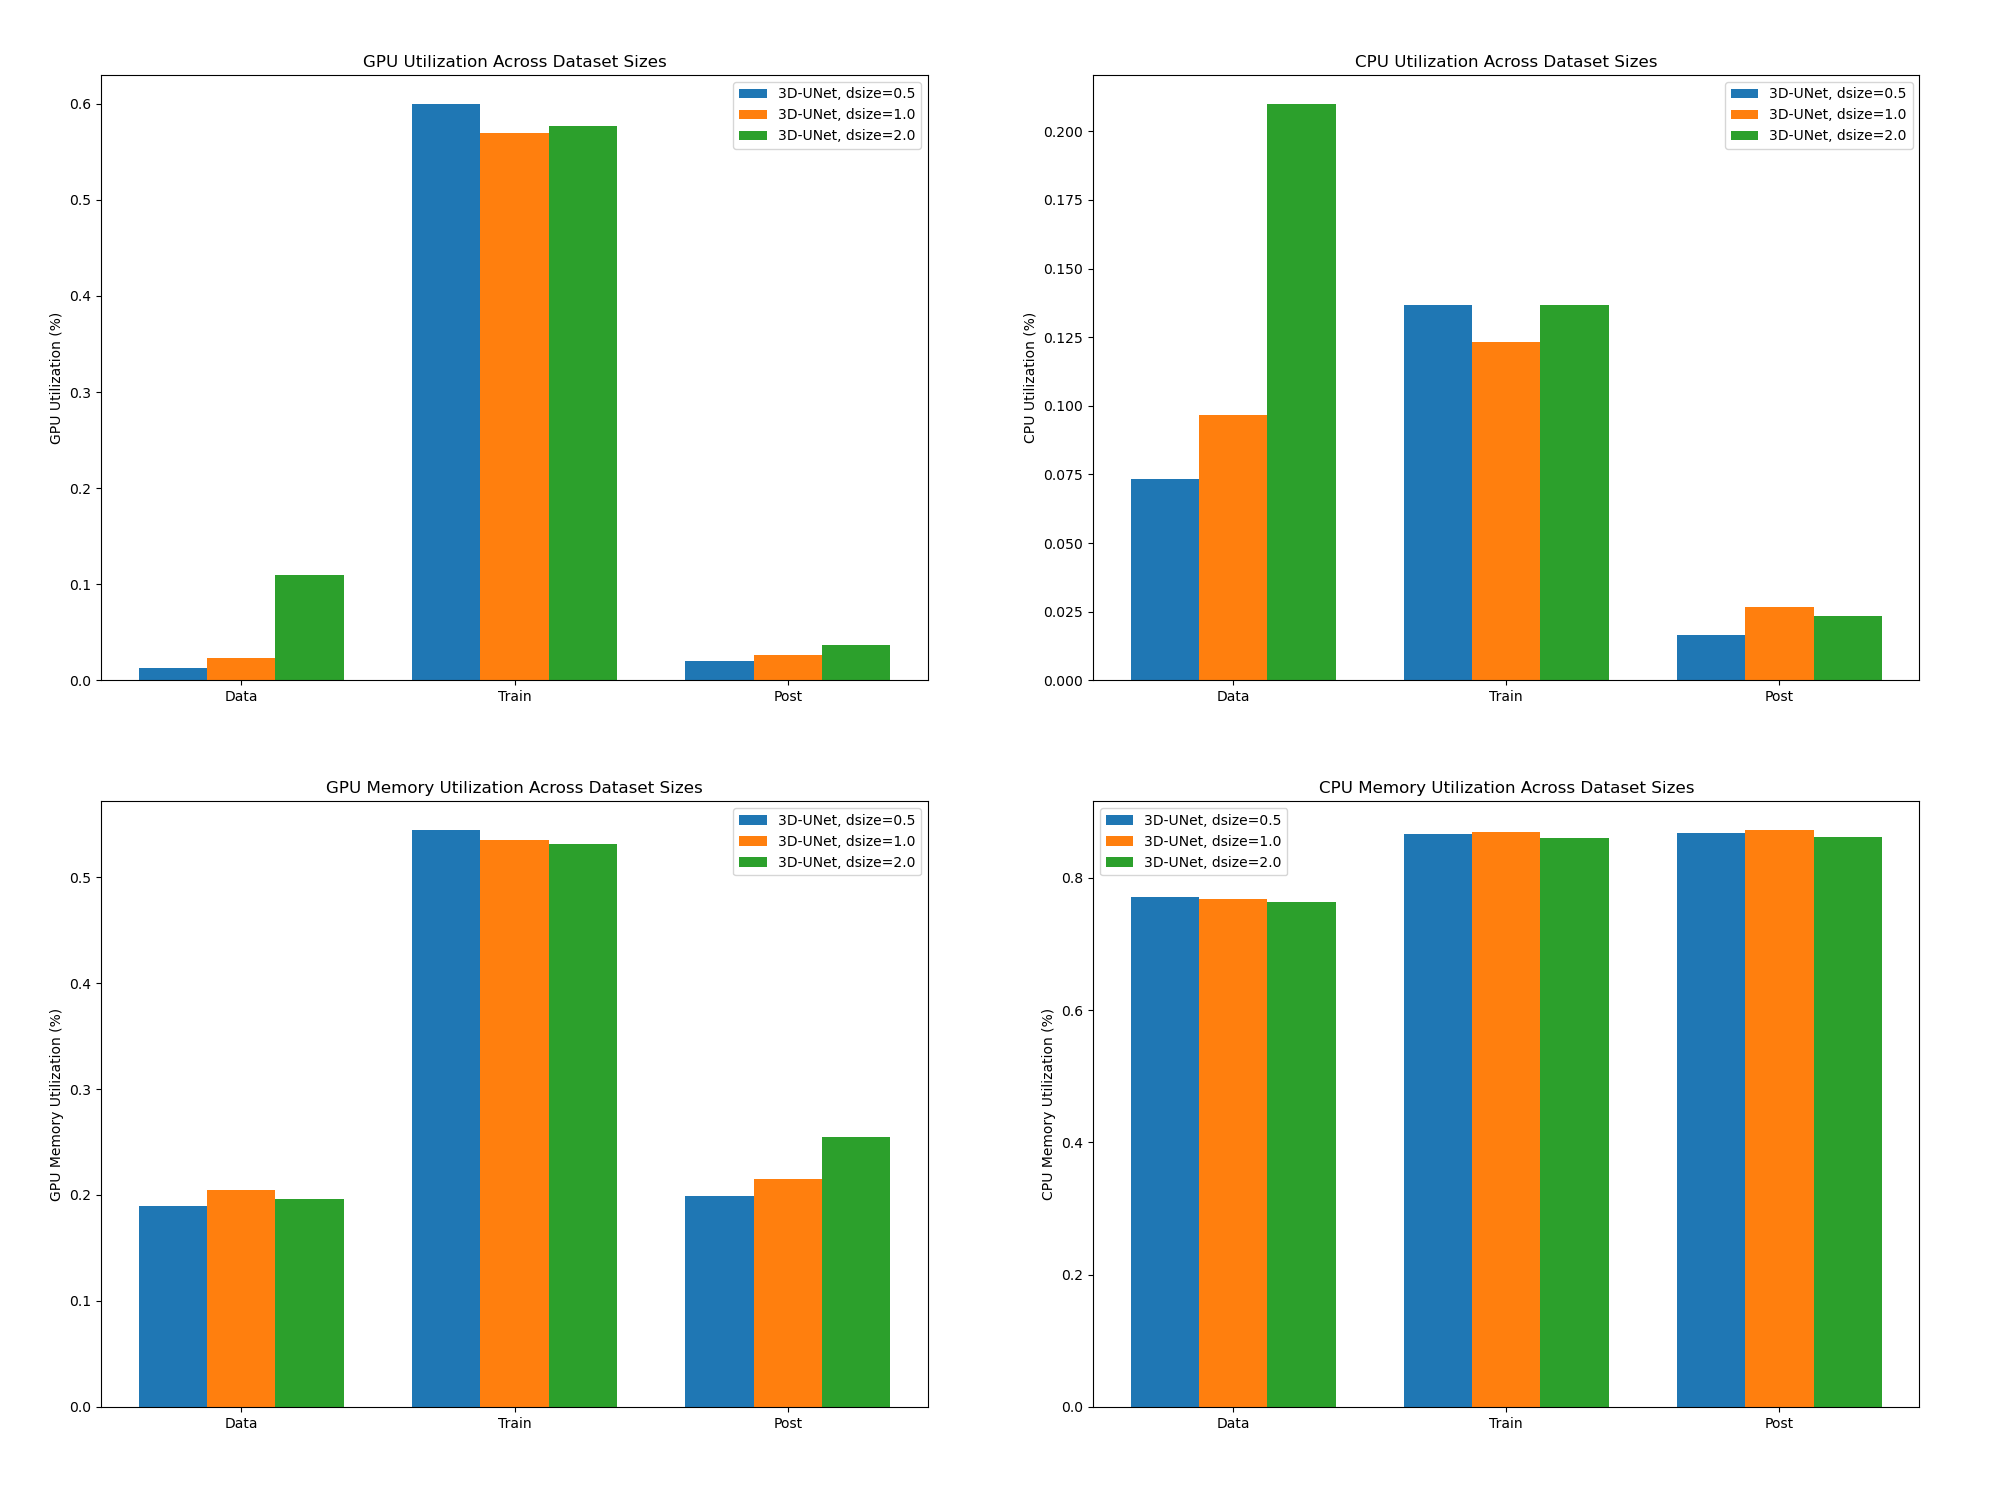 GPU Utilization Across Dataset Sizes
GPU Utilization (%)
0.6
0.5
0.4
0.3
0.2
0.1
0.0
3D-UNet, dsize=0.5
3D-UNet, dsize=1.0
3D-UNet, dsize=2.0
Data Train Post
CPU Utilization Across Dataset Sizes
CPU Utilization (%)
0.200
0.175
0.150
0.125
0.100
0.075
0.050
0.025
0.000
3D-UNet, dsize=0.5
3D-UNet, dsize=1.0
3D-UNet, dsize=2.0
Data Train Post
GPU Memory Utilization Across Dataset Sizes
GPU Memory Utilization (%)
0.5
0.4
0.3
0.2
0.1
0.0
3D-UNet, dsize=0.5
3D-UNet, dsize=1.0
3D-UNet, dsize=2.0
Data Train Post
CPU Memory Utilization Across Dataset Sizes
CPU Memory Utilization (%)
0.8
0.6
0.4
0.2
0.0
3D-UNet, dsize=0.5
3D-UNet, dsize=1.0
3D-UNet, dsize=2.0
Data Train Post